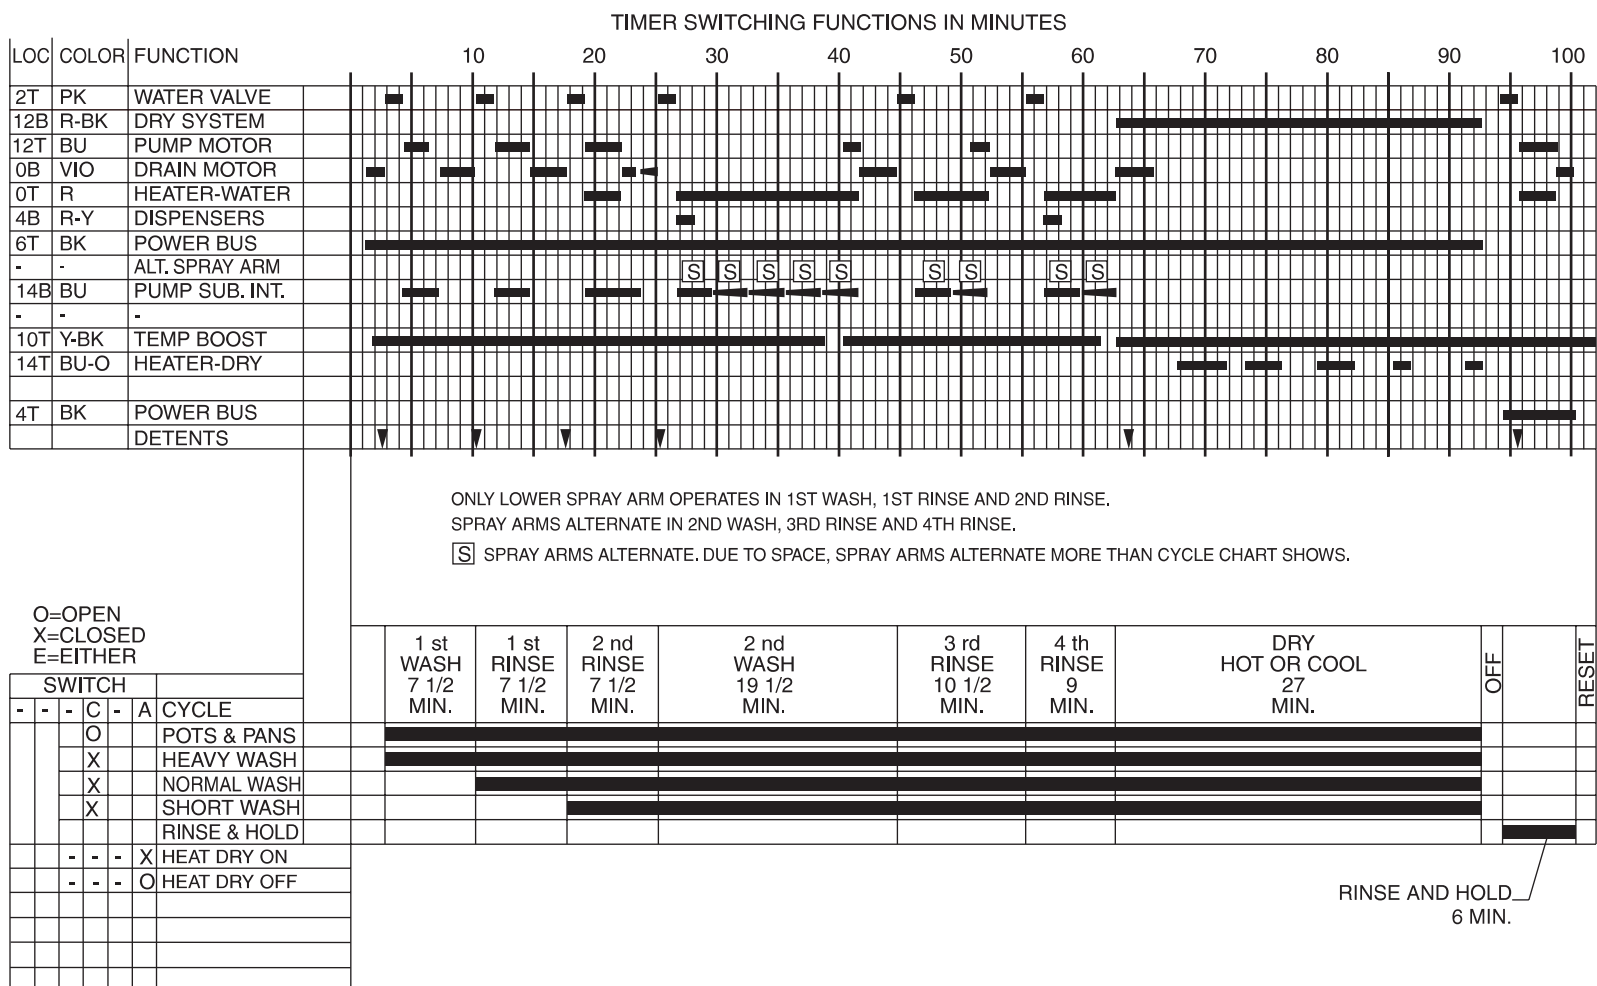 TIMER SWITCHING FUNCTIONS IN MINUTES
LOC COLOR FUNCTION 10 20 30 40 50 60 70 80 90 100
2T PK WATER VALVE
12B R-BK DRY SYSTEM
12T BU PUMP MOTOR
0B VIO DRAIN MOTOR
0T R HEATER-WATER
4B R-Y DISPENSERS
6T BK POWER BUS
- - ALT. SPRAY ARM S S S S S S S S S
14B BU PUMP SUB. INT.
- - -
10T Y-BK TEMP BOOST
14T BU-O HEATER-DRY
4T BK POWER BUS
DETENTS
ONLY LOWER SPRAY ARM OPERATES IN 1ST WASH, 1ST RINSE AND 2ND RINSE.
SPRAY ARMS ALTERNATE IN 2ND WASH, 3RD RINSE AND 4TH RINSE.
S SPRAY ARMS ALTERNATE. DUE TO SPACE, SPRAY ARMS ALTERNATE MORE THAN CYCLE CHART SHOWS.
O=OPEN
X=CLOSED
E=EITHER
1 st
WASH
7 1/2
MIN.
1 st
RINSE
7 1/2
MIN.
2 nd
RINSE
7 1/2
MIN.
2 nd
WASH
19 1/2
MIN.
3 rd
RINSE
10 1/2
MIN.
4 th
RINSE
9
MIN.
DRY
HOT OR COOL
27
MIN.
OFF
RESET
SWITCH
- - - C - A CYCLE
O POTS & PANS
X HEAVY WASH
X NORMAL WASH
X SHORT WASH
RINSE & HOLD
- - - X HEAT DRY ON
- - - O HEAT DRY OFF
RINSE AND HOLD
6 MIN.